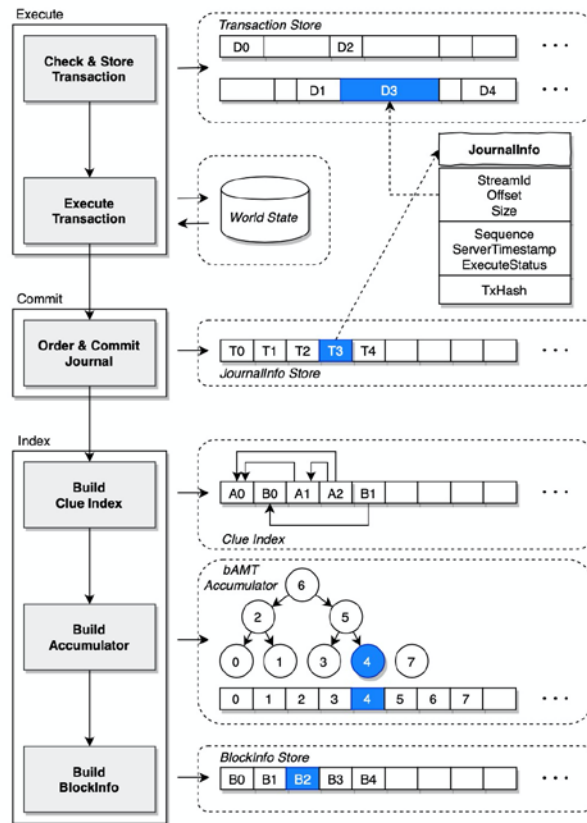 Execute
Check & Store
Transaction
Transaction Store
D0 D2
D1 D3 D4
Execute
Transaction
World State
JournalInfo
StreamId
Offset
Size
Sequence
ServerTimestamp
ExecuteStatus
TxHash
Commit
Order & Commit
Journal
T0 T1 T2 T3 T4
JournalInfo Store
Index
Build
Clue Index
A0 B0 A1 A2 B1
Clue Index
Build
Accumulator
bAMT
Accumulator
6
2 5
0 1 3 4 7
0 1 2 3 4 5 6 7
Build
BlockInfo
BlockInfo Store
B0 B1 B2 B3 B4